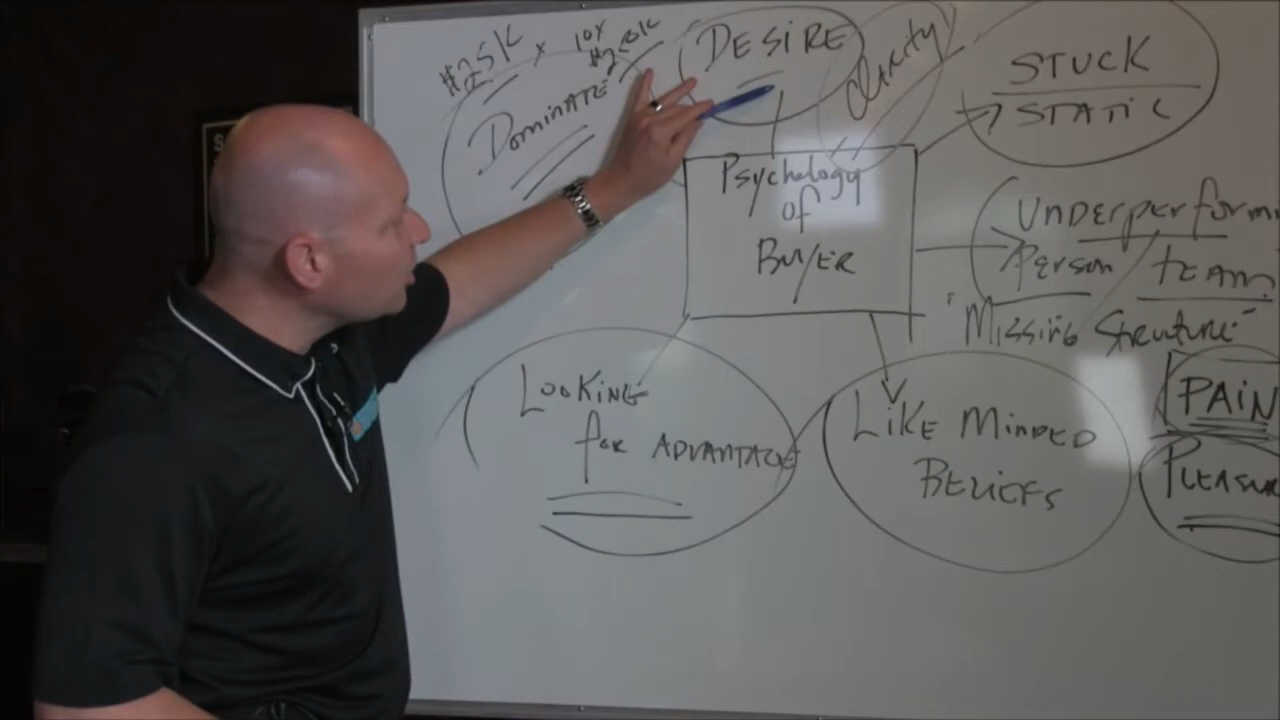 $25K x 10X
$250K
Dominate
DESIRE
Clarity
STUCK
STATIC
Psychology
of
BUYER
UNDERperform
Person TEAM
"Missing Structure"
LOOKING
for ADVANTAGE
LIKE MINDED
BELIEFS
PAIN
PLEASUR